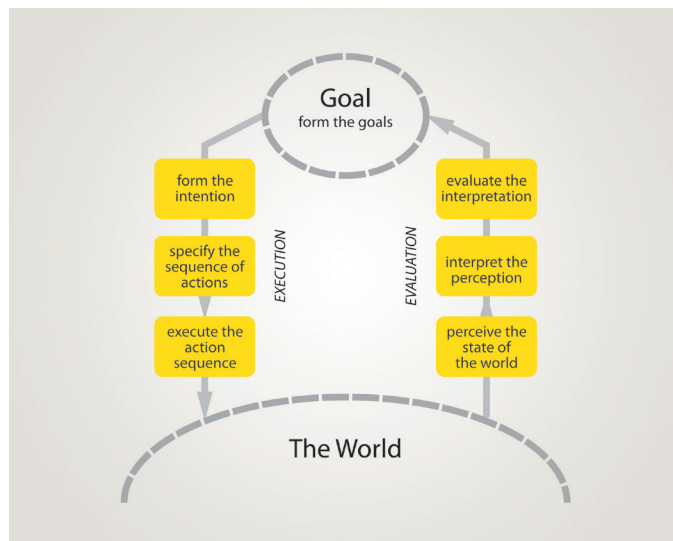 Goal
form the goals
form the
intention
specify the
sequence of
actions
execute the
action
sequence
EXECUTION
EVALUATION
evaluate the
interpretation
interpret the
perception
perceive the
state of
the world
The World